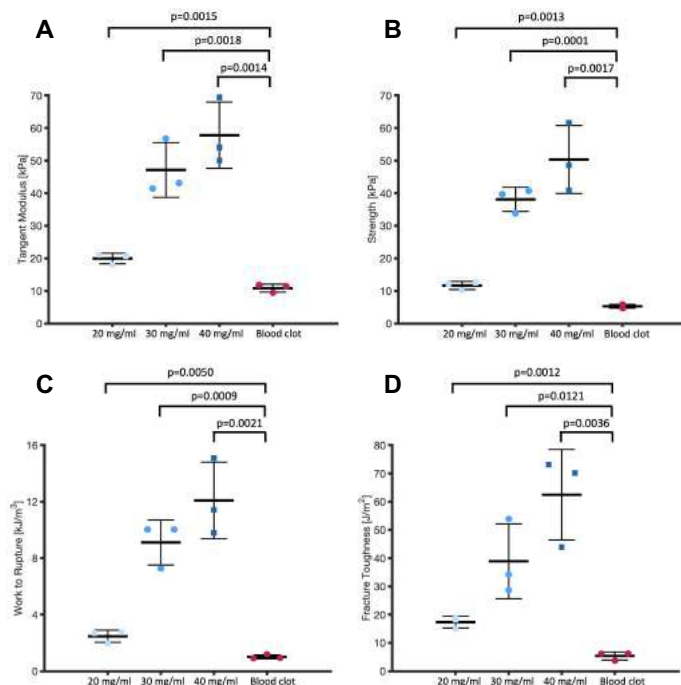 A
p=0.0015
p=0.0018
p=0.0014
Tangent Modulus [kPa]
70
60
50
40
30
20
10
0
20 mg/ml 30 mg/ml 40 mg/ml Blood clot
B
p=0.0013
p=0.0001
p=0.0017
Strength [kPa]
70
60
50
40
30
20
10
0
20 mg/ml 30 mg/ml 40 mg/ml Blood clot
C
p=0.0050
p=0.0009
p=0.0021
Work to Rupture [kJ/m³]
16
12
8
4
0
20 mg/ml 30 mg/ml 40 mg/ml Blood clot
D
p=0.0012
p=0.0121
p=0.0036
Fracture Toughness [J/m²]
80
70
60
50
40
30
20
10
0
20 mg/ml 30 mg/ml 40 mg/ml Blood clot